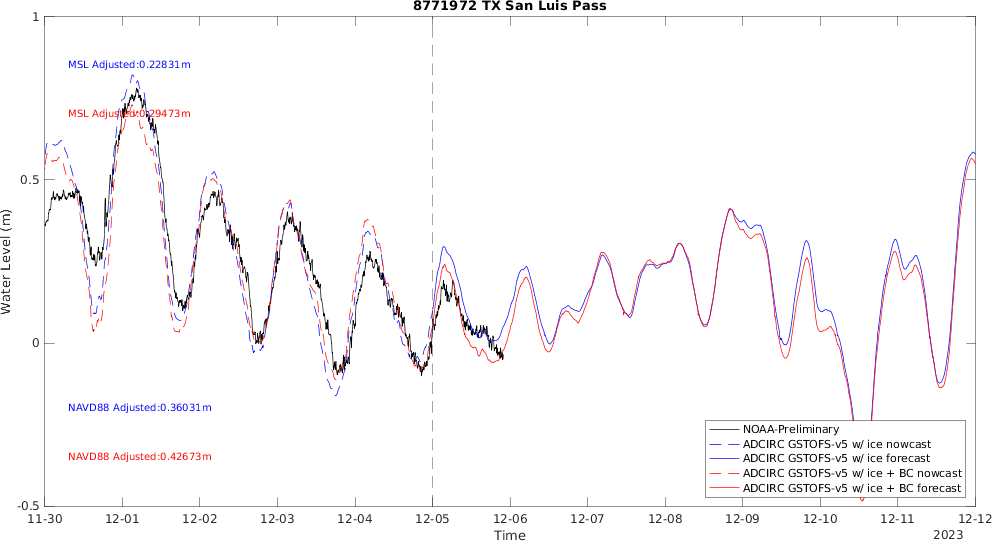 8771972 TX San Luis Pass
1
0.5
0
-0.5
Water Level (m)
MSL Adjusted:0.22831m
MSL Adjusted:0.29473m
NAVD88 Adjusted:0.36031m
NAVD88 Adjusted:0.42673m
NOAA-Preliminary
ADCIRC GSTOFS-v5 w/ ice nowcast
ADCIRC GSTOFS-v5 w/ ice forecast
ADCIRC GSTOFS-v5 w/ ice + BC nowcast
ADCIRC GSTOFS-v5 w/ ice + BC forecast
11-30 12-01 12-02 12-03 12-04 12-05 12-06 12-07 12-08 12-09 12-10 12-11 12-12
Time
2023